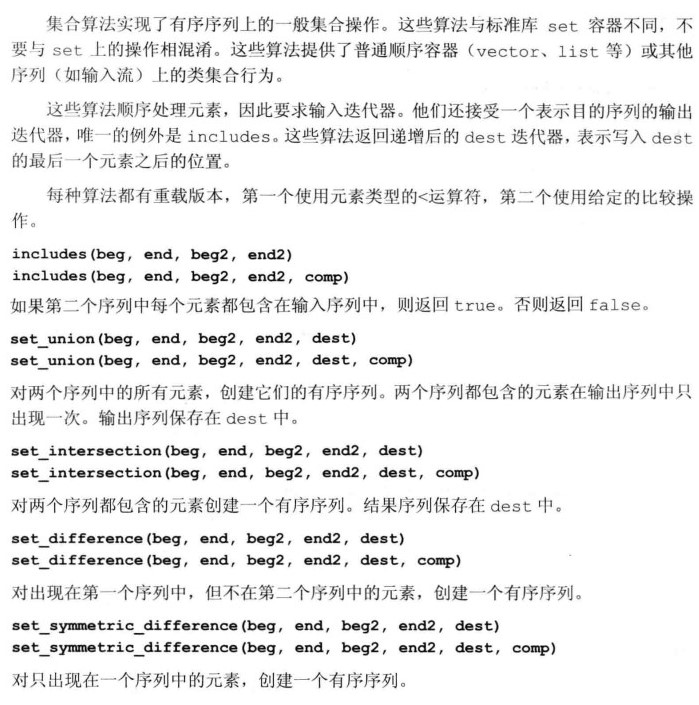 集合算法实现了有序序列上的一般集合操作。这些算法与标准库 set 容器不同，不
要与 set 上的操作相混淆。这些算法提供了普通顺序容器（vector、list 等）或其他
序列（如输入流）上的类集合行为。
这些算法顺序处理元素，因此要求输入迭代器。他们还接受一个表示目的序列的输出
迭代器，唯一的例外是 includes。这些算法返回递增后的 dest 迭代器，表示写入 dest
的最后一个元素之后的位置。
每种算法都有重载版本，第一个使用元素类型的<运算符，第二个使用给定的比较操
作。
includes(beg, end, beg2, end2)
includes(beg, end, beg2, end2, comp)
如果第二个序列中每个元素都包含在输入序列中，则返回 true。否则返回 false。
set_union(beg, end, beg2, end2, dest)
set_union(beg, end, beg2, end2, dest, comp)
对两个序列中的所有元素，创建它们的有序序列。两个序列都包含的元素在输出序列中只
出现一次。输出序列保存在 dest 中。
set_intersection(beg, end, beg2, end2, dest)
set_intersection(beg, end, beg2, end2, dest, comp)
对两个序列都包含的元素创建一个有序序列。结果序列保存在 dest 中。
set_difference(beg, end, beg2, end2, dest)
set_difference(beg, end, beg2, end2, dest, comp)
对出现在第一个序列中，但不在第二个序列中的元素，创建一个有序序列。
set_symmetric_difference(beg, end, beg2, end2, dest)
set_symmetric_difference(beg, end, beg2, end2, dest, comp)
对只出现在一个序列中的元素，创建一个有序序列。